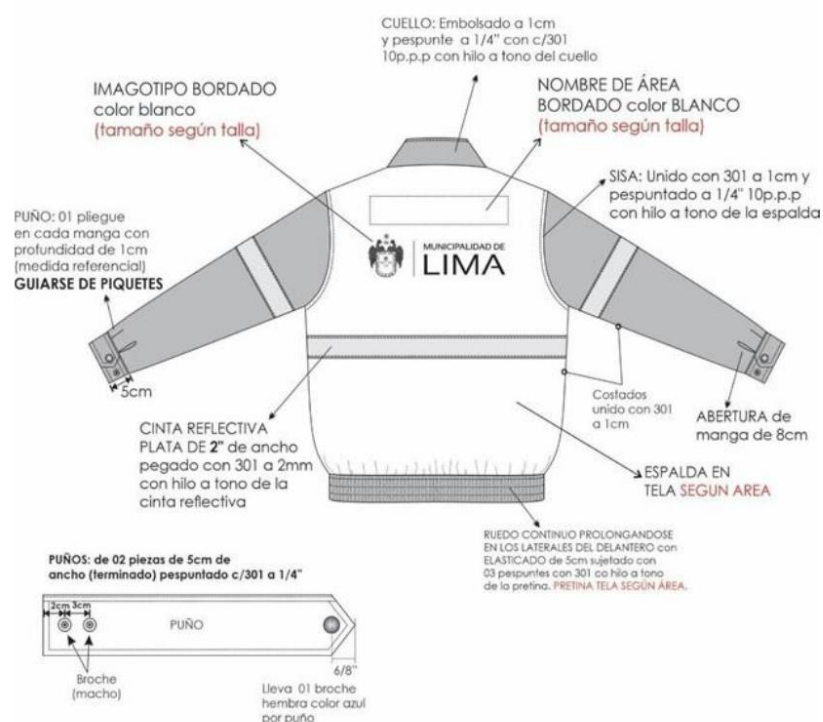 CUELLO: Embolsado a 1cm
y pespunte a 1/4" con c/301
10p.p.p con hilo a tono del cuello
IMAGOTIPO BORDADO
color blanco
(tamaño según talla)
NOMBRE DE ÁREA
BORDADO color BLANCO
(tamaño según talla)
SISA: Unido con 301 a 1cm y
pespuntado a 1/4" 10p.p.p
con hilo a tono de la espalda
PUÑO: 01 pliegue
en cada manga con
profundidad de 1cm
(medida referencial)
GUIARSE DE PIQUETES
MUNICIPALIDAD DE
LIMA
5cm
Costados
unido con 301
a 1cm
ABERTURA de
manga de 8cm
CINTA REFLECTIVA
PLATA DE 2" de ancho
pegado con 301 a 2mm
con hilo a tono de la
cinta reflectiva
ESPALDA EN
TELA SEGUN AREA
RUEDO CONTINUO PROLONGANDOSE
EN LOS LATERALES DEL DELANTERO con
ELASTICADO de 5cm sujetado con
03 pespuntes con 301 co hilo a tono
de la pretina. PRETINA TELA SEGÚN ÁREA.
PUÑOS: de 02 piezas de 5cm de
ancho (terminado) pespuntado c/301 a 1/4"
2cm 3cm
PUÑO
Broche
(macho)
6/8"
Lleva 01 broche
hembra color azul
por puño